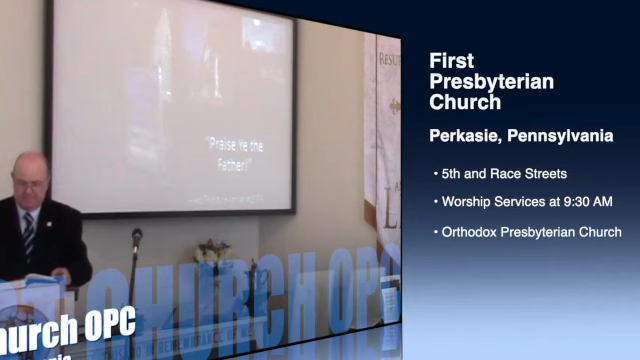 First
Presbyterian
Church
Perkasie, Pennsylvania
• 5th and Race Streets
• Worship Services at 9:30 AM
• Orthodox Presbyterian Church
"Praise Ye the
Father!"
CHURCH OPC
hurch OPC